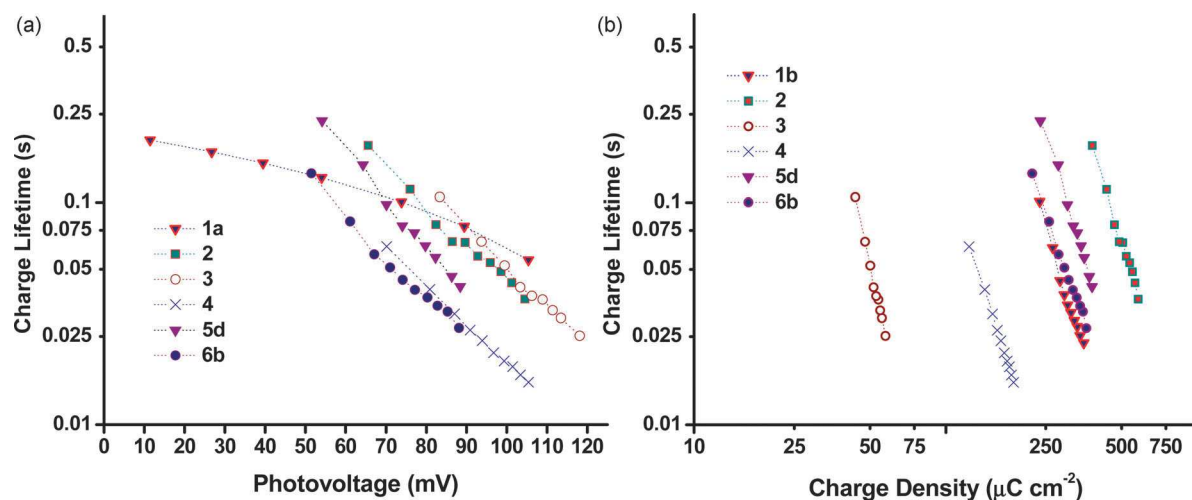 (a)
0.5
0.25
0.1
0.075
0.05
0.025
0.01
Charge Lifetime (s)
1a
2
3
4
5d
6b
0 10 20 30 40 50 60 70 80 90 100 110 120
Photovoltage (mV)
(b)
0.5
0.25
0.1
0.075
0.05
0.025
0.01
Charge Lifetime (s)
1b
2
3
4
5d
6b
10 25 50 75 250 500 750
Charge Density (μC cm⁻²)